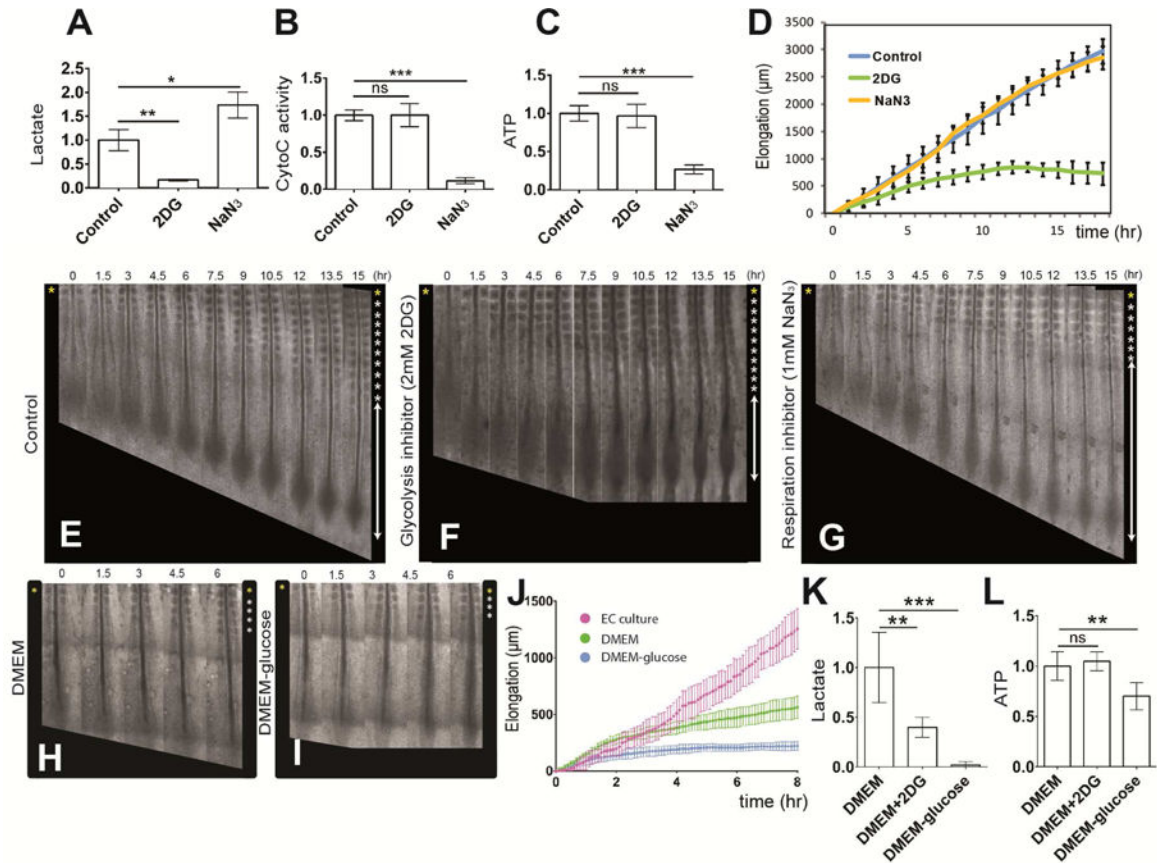 A
Lactate
2.5
2.0
1.5
1.0
0.5
0.0
*
**
Control
2DG
NaN3
B
CytoC activity
1.5
1.0
0.5
0.0
***
ns
Control
2DG
NaN3
C
ATP
1.5
1.0
0.5
0.0
***
ns
Control
2DG
NaN3
D
Elongation (µm)
3500
3000
2500
2000
1500
1000
500
0
Control
2DG
NaN3
0 5 10 15 time (hr)
0 1.5 3 4.5 6 7.5 9 10.5 12 13.5 15 (hr)
Control
E
0 1.5 3 4.5 6 7.5 9 10.5 12 13.5 15 (hr)
Glycolysis inhibitor (2mM 2DG)
F
0 1.5 3 4.5 6 7.5 9 10.5 12 13.5 15 (hr)
Respiration inhibitor (1mM NaN3)
G
0 1.5 3 4.5 6
DMEM
H
0 1.5 3 4.5 6
DMEM-glucose
I
J
Elongation (µm)
1500
1000
500
0
EC culture
DMEM
DMEM-glucose
0 2 4 6 8
time (hr)
K
Lactate
1.5
1.0
0.5
0.0
***
**
DMEM
DMEM+2DG
DMEM-glucose
L
ATP
1.5
1.0
0.5
0.0
**
ns
DMEM
DMEM+2DG
DMEM-glucose